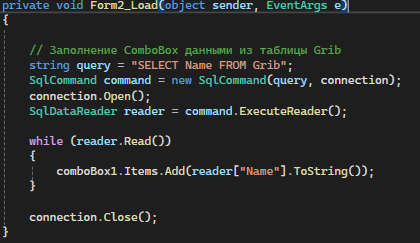 private void Form2_Load(object sender, EventArgs e)
{
// Заполнение ComboBox данными из таблицы Grib
string query = "SELECT Name FROM Grib";
SqlCommand command = new SqlCommand(query, connection);
connection.Open();
SqlDataReader reader = command.ExecuteReader();
while (reader.Read())
{
comboBox1.Items.Add(reader["Name"].ToString());
}
connection.Close();
}